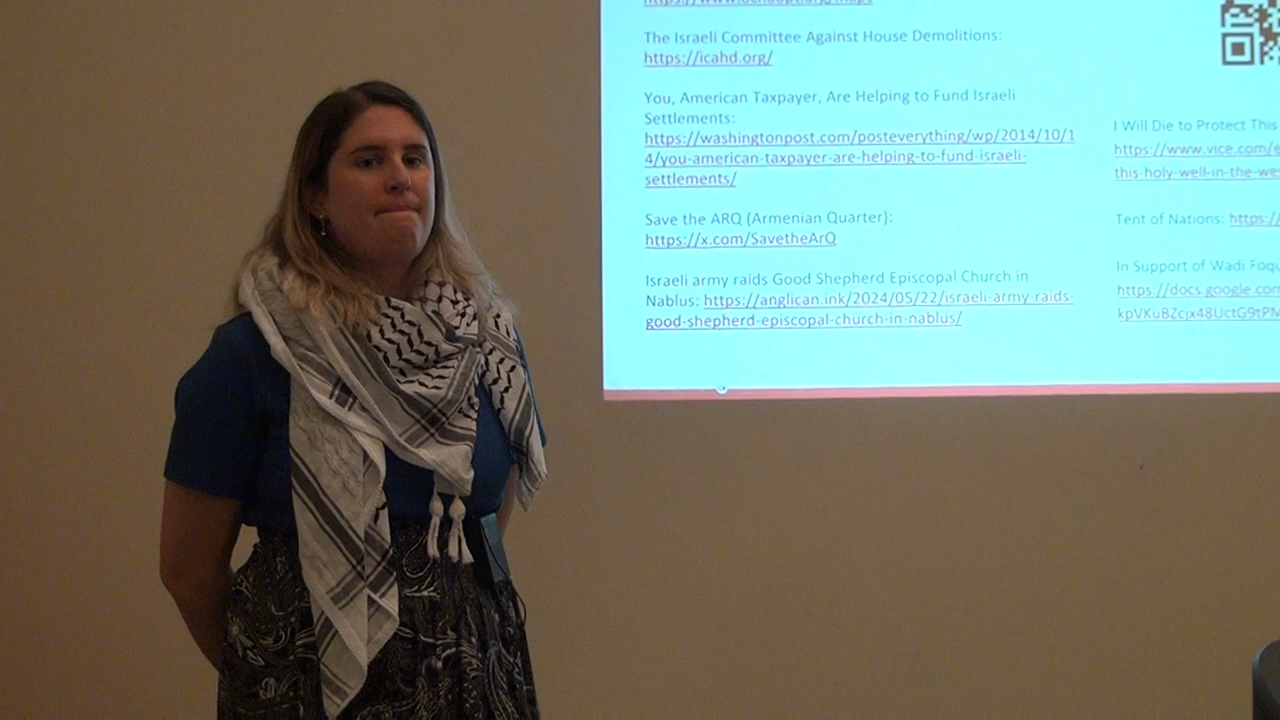 The Israeli Committee Against House Demolitions:
https://icahd.org/
You, American Taxpayer, Are Helping to Fund Israeli
Settlements:
https://washingtonpost.com/posteverything/wp/2014/10/1
4/you-american-taxpayer-are-helping-to-fund-israeli-
settlements/
Save the ARQ (Armenian Quarter):
https://x.com/SavetheArQ
Israeli army raids Good Shepherd Episcopal Church in
Nablus: https://anglican.ink/2024/05/22/israeli-army-raids-
good-shepherd-episcopal-church-in-nablus/
I Will Die to Protect This
https://www.vice.com/e
this-holy-well-in-the-wes
Tent of Nations: https://
In Support of Wadi Foqu
https://docs.google.com
kpVKuBZcjx48UctG9tPM